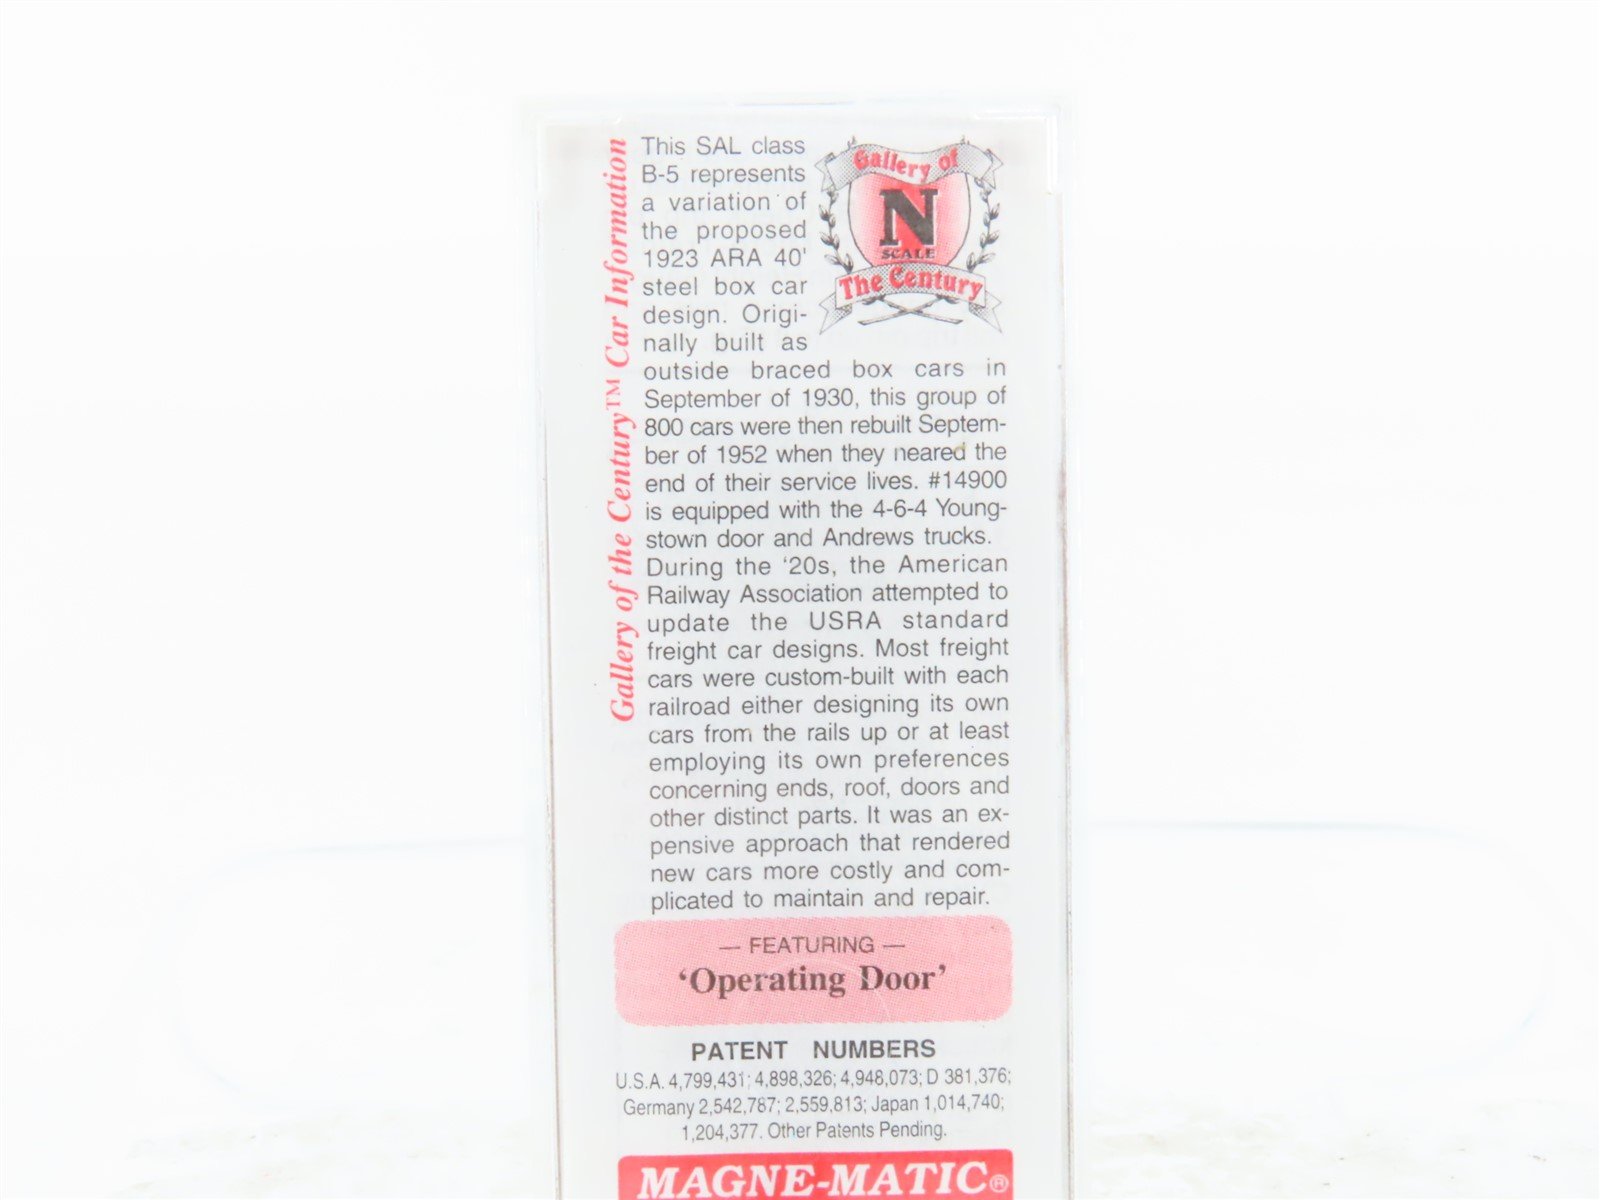 Gallery of the Century™ Car Information
This SAL class
B-5 represents
a variation of
the proposed
1923 ARA 40'
steel box car
design. Origi-
nally built as
outside braced box cars in
September of 1930, this group of
800 cars were then rebuilt Septem-
ber of 1952 when they neared the
end of their service lives. #14900
is equipped with the 4-6-4 Young-
stown door and Andrews trucks.
During the ‘20s, the American
Railway Association attempted to
update the USRA standard
freight car designs. Most freight
cars were custom-built with each
railroad either designing its own
cars from the rails up or at least
employing its own preferences
concerning ends, roof, doors and
other distinct parts. It was an ex-
pensive approach that rendered
new cars more costly and com-
plicated to maintain and repair.
Gallery of
N
SCALE
The Century
— FEATURING —
‘Operating Door’
PATENT NUMBERS
U.S.A. 4,799,431; 4,898,326; 4,948,073; D 381,376;
Germany 2,542,787; 2,559,813; Japan 1,014,740;
1,204,377. Other Patents Pending.
MAGNE-MATIC®